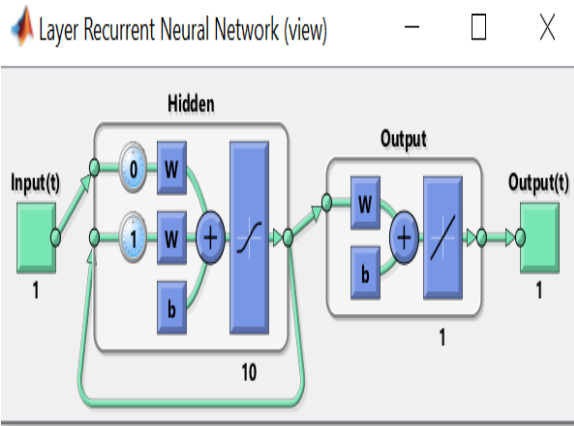 Layer Recurrent Neural Network (view)
Hidden
Output
Input(t)
Output(t)
0
W
1
W
b
W
b
1
10
1
1